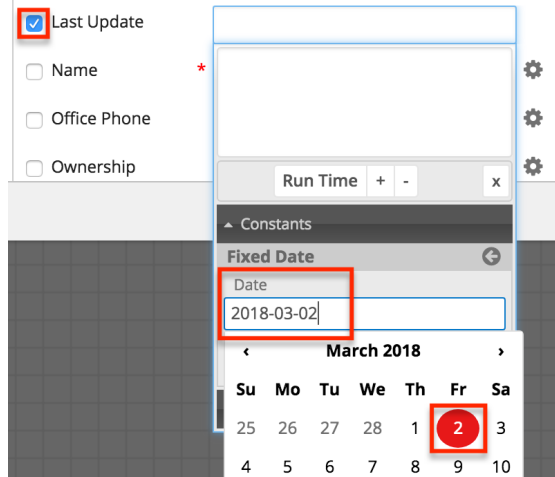 Last Update
Name *
Office Phone
Ownership
Run Time + - x
Constants
Fixed Date
Date
2018-03-02
‹ March 2018 ›
Su Mo Tu We Th Fr Sa
25 26 27 28 1 2 3
4 5 6 7 8 9 10